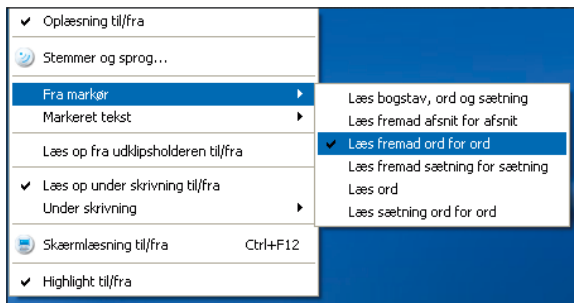 Oplæsning til/fra
Stemmer og sprog...
Fra markør
Markeret tekst
Læs op fra udklipsholderen til/fra
Læs op under skrivning til/fra
Under skrivning
Skærmlæsning til/fra Ctrl+F12
Highlight til/fra
Læs bogstav, ord og sætning
Læs fremad afsnit for afsnit
Læs fremad ord for ord
Læs fremad sætning for sætning
Læs ord
Læs sætning ord for ord